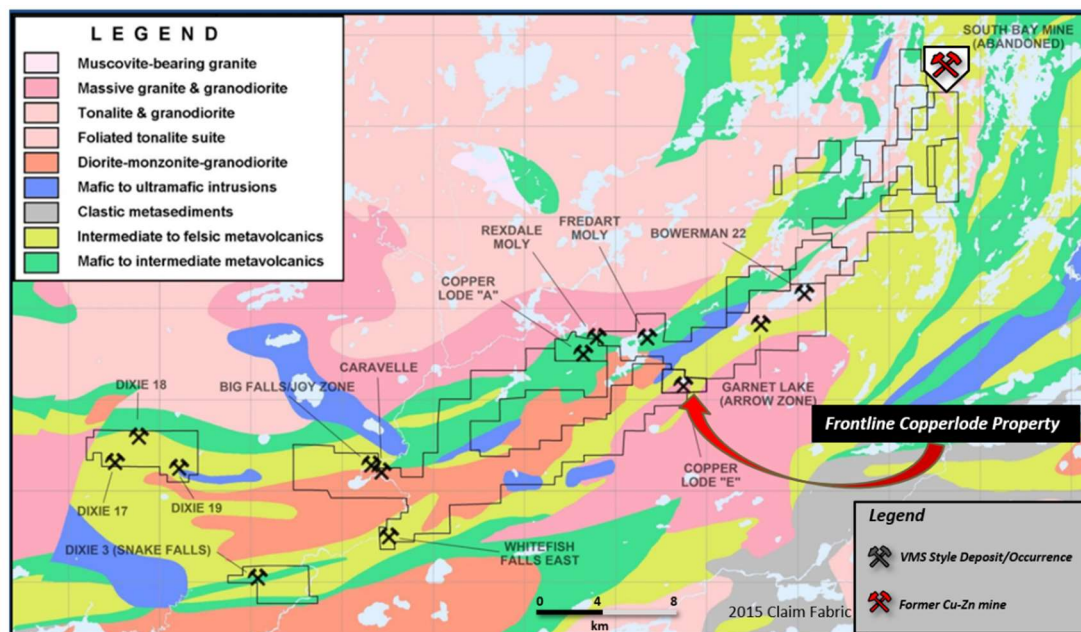 LEGEND
Muscovite-bearing granite
Massive granite & granodiorite
Tonalite & granodiorite
Foliated tonalite suite
Diorite-monzonite-granodiorite
Mafic to ultramafic intrusions
Clastic metasediments
Intermediate to felsic metavolcanics
Mafic to intermediate metavolcanics
SOUTH BAY MINE
(ABANDONED)
FREDART
MOLY
REXDALE
MOLY
BOWERMAN 22
COPPER
LODE "A"
CARAVELLE
BIG FALLS/JOY ZONE
DIXIE 18
GARNET LAKE
(ARROW ZONE)
Frontline Copperlode Property
COPPER
LODE "E"
DIXIE 17
DIXIE 19
DIXIE 3 (SNAKE FALLS)
WHITEFISH
FALLS EAST
Legend
VMS Style Deposit/Occurrence
Former Cu-Zn mine
0 4 8
km
2015 Claim Fabric